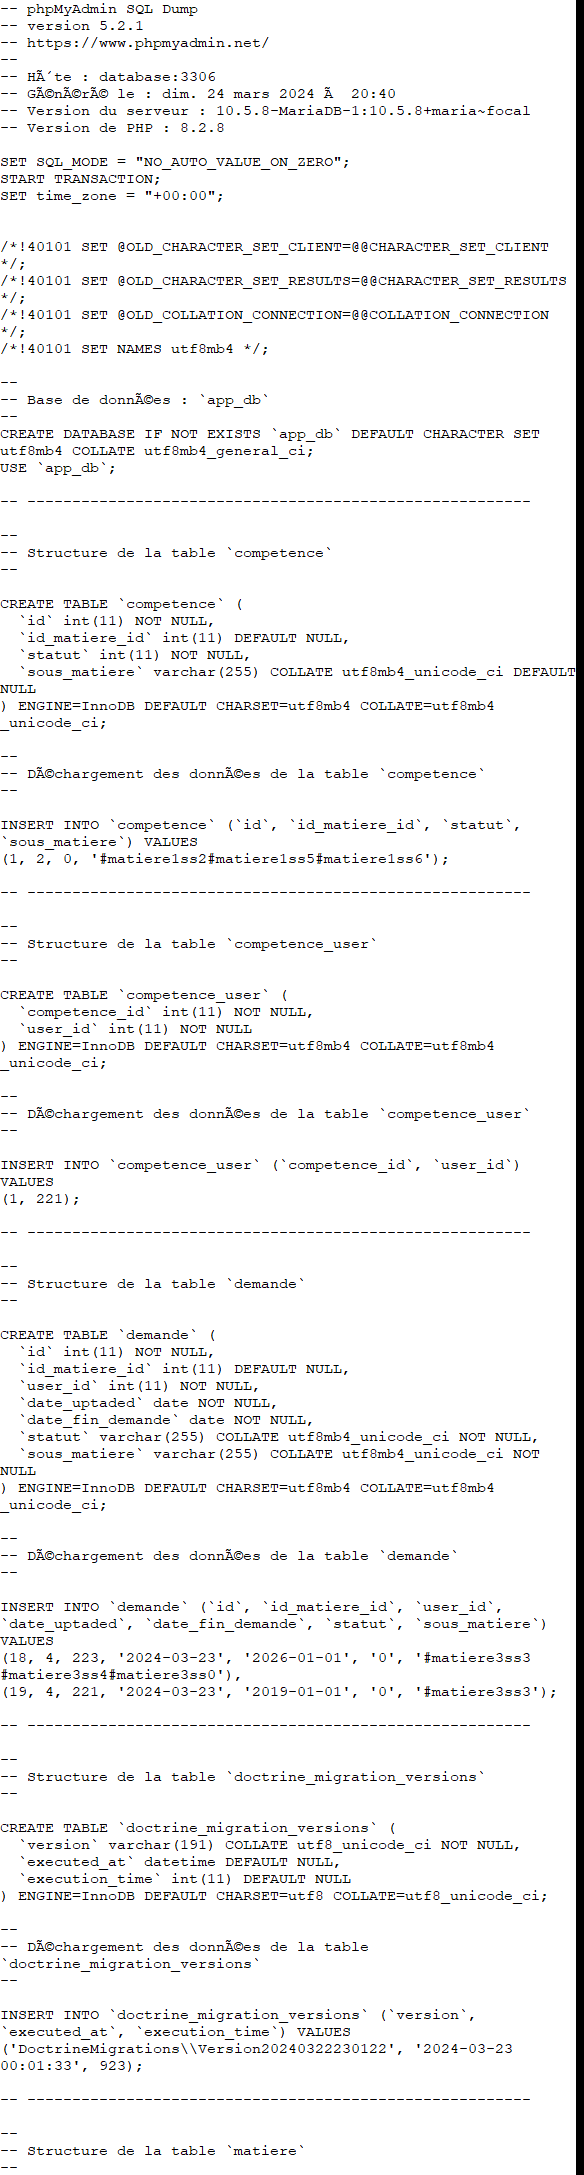 -- phpMyAdmin SQL Dump
-- version 5.2.1
-- https://www.phpmyadmin.net/
--
-- HÃ´te : database:3306
-- GÃ©nÃ©rÃ© le : dim. 24 mars 2024 Ã  20:40
-- Version du serveur : 10.5.8-MariaDB-1:10.5.8+maria~focal
-- Version de PHP : 8.2.8

SET SQL_MODE = "NO_AUTO_VALUE_ON_ZERO";
START TRANSACTION;
SET time_zone = "+00:00";


/*!40101 SET @OLD_CHARACTER_SET_CLIENT=@@CHARACTER_SET_CLIENT
*/;
/*!40101 SET @OLD_CHARACTER_SET_RESULTS=@@CHARACTER_SET_RESULTS
*/;
/*!40101 SET @OLD_COLLATION_CONNECTION=@@COLLATION_CONNECTION
*/;
/*!40101 SET NAMES utf8mb4 */;

--
-- Base de donnÃ©es : `app_db`
--
CREATE DATABASE IF NOT EXISTS `app_db` DEFAULT CHARACTER SET
utf8mb4 COLLATE utf8mb4_general_ci;
USE `app_db`;

-- --------------------------------------------------------

--
-- Structure de la table `competence`
--

CREATE TABLE `competence` (
  `id` int(11) NOT NULL,
  `id_matiere_id` int(11) DEFAULT NULL,
  `statut` int(11) NOT NULL,
  `sous_matiere` varchar(255) COLLATE utf8mb4_unicode_ci DEFAULT
NULL
) ENGINE=InnoDB DEFAULT CHARSET=utf8mb4 COLLATE=utf8mb4
_unicode_ci;

--
-- DÃ©chargement des donnÃ©es de la table `competence`
--

INSERT INTO `competence` (`id`, `id_matiere_id`, `statut`,
`sous_matiere`) VALUES
(1, 2, 0, '#matiere1ss2#matiere1ss5#matiere1ss6');

-- --------------------------------------------------------

--
-- Structure de la table `competence_user`
--

CREATE TABLE `competence_user` (
  `competence_id` int(11) NOT NULL,
  `user_id` int(11) NOT NULL
) ENGINE=InnoDB DEFAULT CHARSET=utf8mb4 COLLATE=utf8mb4
_unicode_ci;

--
-- DÃ©chargement des donnÃ©es de la table `competence_user`
--

INSERT INTO `competence_user` (`competence_id`, `user_id`)
VALUES
(1, 221);

-- --------------------------------------------------------

--
-- Structure de la table `demande`
--

CREATE TABLE `demande` (
  `id` int(11) NOT NULL,
  `id_matiere_id` int(11) DEFAULT NULL,
  `user_id` int(11) NOT NULL,
  `date_uptaded` date NOT NULL,
  `date_fin_demande` date NOT NULL,
  `statut` varchar(255) COLLATE utf8mb4_unicode_ci NOT NULL,
  `sous_matiere` varchar(255) COLLATE utf8mb4_unicode_ci NOT
NULL
) ENGINE=InnoDB DEFAULT CHARSET=utf8mb4 COLLATE=utf8mb4
_unicode_ci;

--
-- DÃ©chargement des donnÃ©es de la table `demande`
--

INSERT INTO `demande` (`id`, `id_matiere_id`, `user_id`,
`date_uptaded`, `date_fin_demande`, `statut`, `sous_matiere`)
VALUES
(18, 4, 223, '2024-03-23', '2026-01-01', '0', '#matiere3ss3
#matiere3ss4#matiere3ss0'),
(19, 4, 221, '2024-03-23', '2019-01-01', '0', '#matiere3ss3');

-- --------------------------------------------------------

--
-- Structure de la table `doctrine_migration_versions`
--

CREATE TABLE `doctrine_migration_versions` (
  `version` varchar(191) COLLATE utf8_unicode_ci NOT NULL,
  `executed_at` datetime DEFAULT NULL,
  `execution_time` int(11) DEFAULT NULL
) ENGINE=InnoDB DEFAULT CHARSET=utf8 COLLATE=utf8_unicode_ci;

--
-- DÃ©chargement des donnÃ©es de la table
`doctrine_migration_versions`
--

INSERT INTO `doctrine_migration_versions` (`version`,
`executed_at`, `execution_time`) VALUES
('DoctrineMigrations\\Version20240322230122', '2024-03-23
00:01:33', 923);

-- --------------------------------------------------------

--
-- Structure de la table `matiere`
--